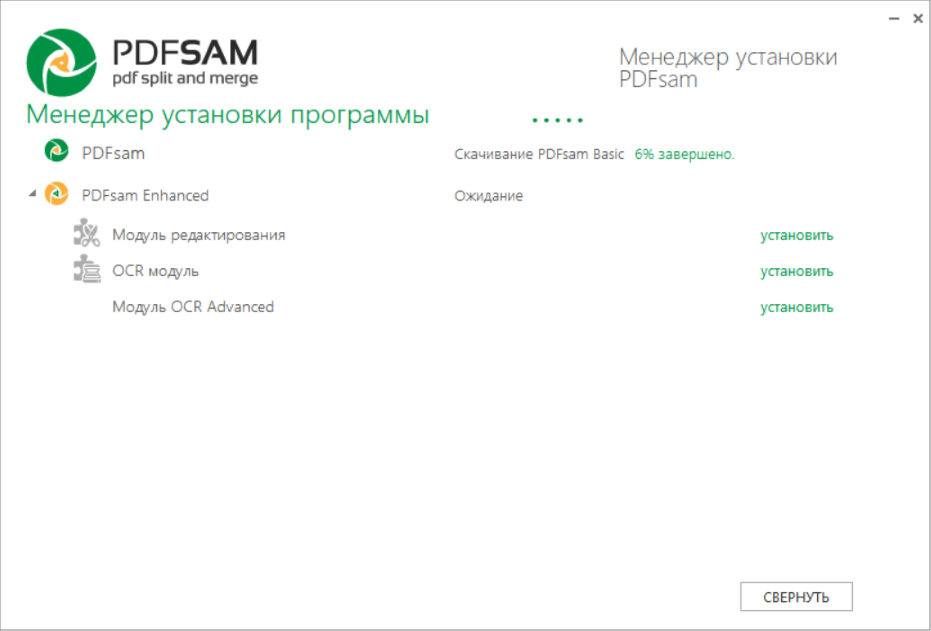 PDFSAM
pdf split and merge
Менеджер установки
PDFsam
Менеджер установки программы
PDFsam Скачивание PDFsam Basic 6% завершено.
PDFsam Enhanced Ожидание
Модуль редактирования установить
OCR модуль установить
Модуль OCR Advanced установить
СВЕРНУТЬ